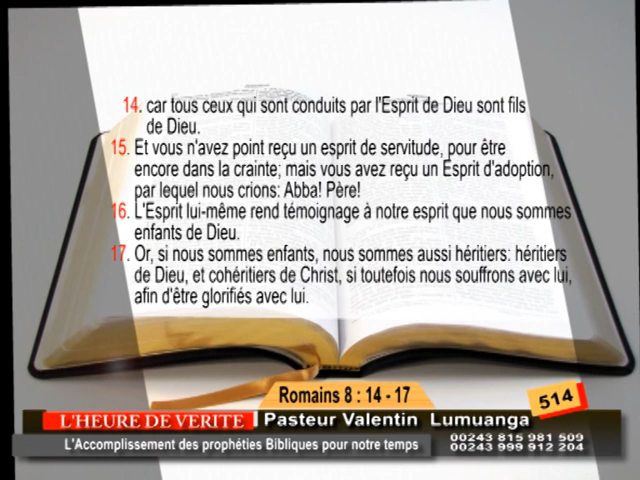 14. car tous ceux qui sont conduits par l'Esprit de Dieu sont fils
de Dieu.
15. Et vous n'avez point reçu un esprit de servitude, pour être
encore dans la crainte; mais vous avez reçu un Esprit d'adoption,
par lequel nous crions: Abba! Père!
16. L'Esprit lui-même rend témoignage à notre esprit que nous sommes
enfants de Dieu.
17. Or, si nous sommes enfants, nous sommes aussi héritiers: héritiers
de Dieu, et cohéritiers de Christ, si toutefois nous souffrons avec lui,
afin d'être glorifiés avec lui.
Romains 8 : 14 - 17
514
L'HEURE DE VERITE Pasteur Valentin Lumuanga
L'Accomplissement des prophéties Bibliques pour notre temps
00243 815 981 509
00243 999 912 204